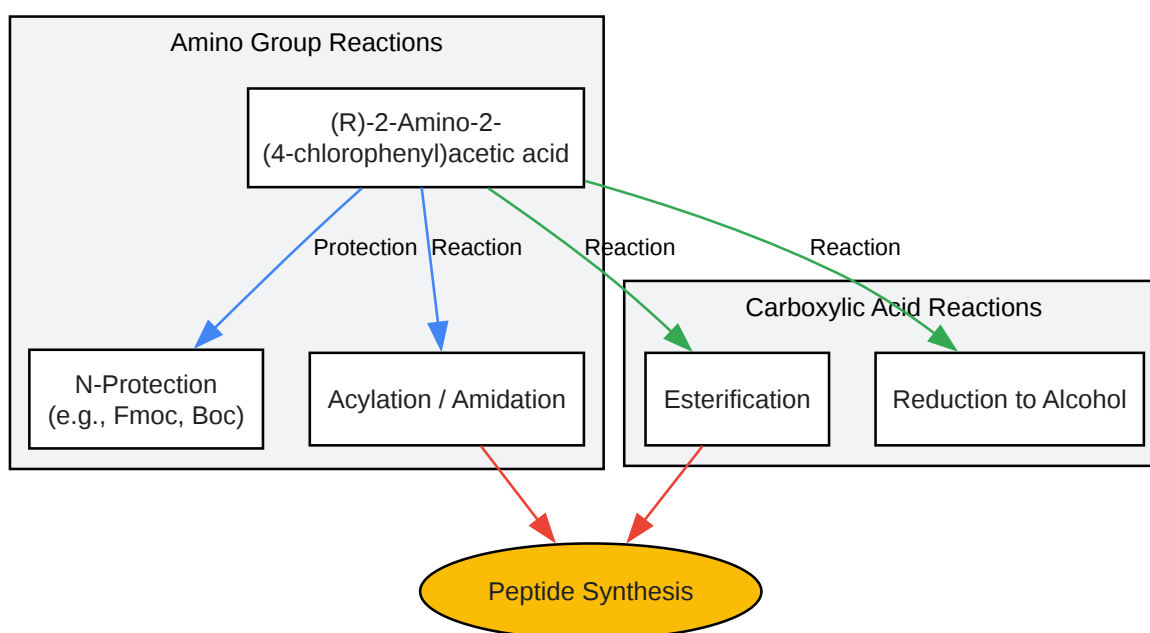 Amino Group Reactions
(R)-2-Amino-2-
(4-chlorophenyl)acetic acid
Protection
Reaction
Reaction
Reaction
Carboxylic Acid Reactions
N-Protection
(e.g., Fmoc, Boc)
Acylation / Amidation
Esterification
Reduction to Alcohol
Peptide Synthesis